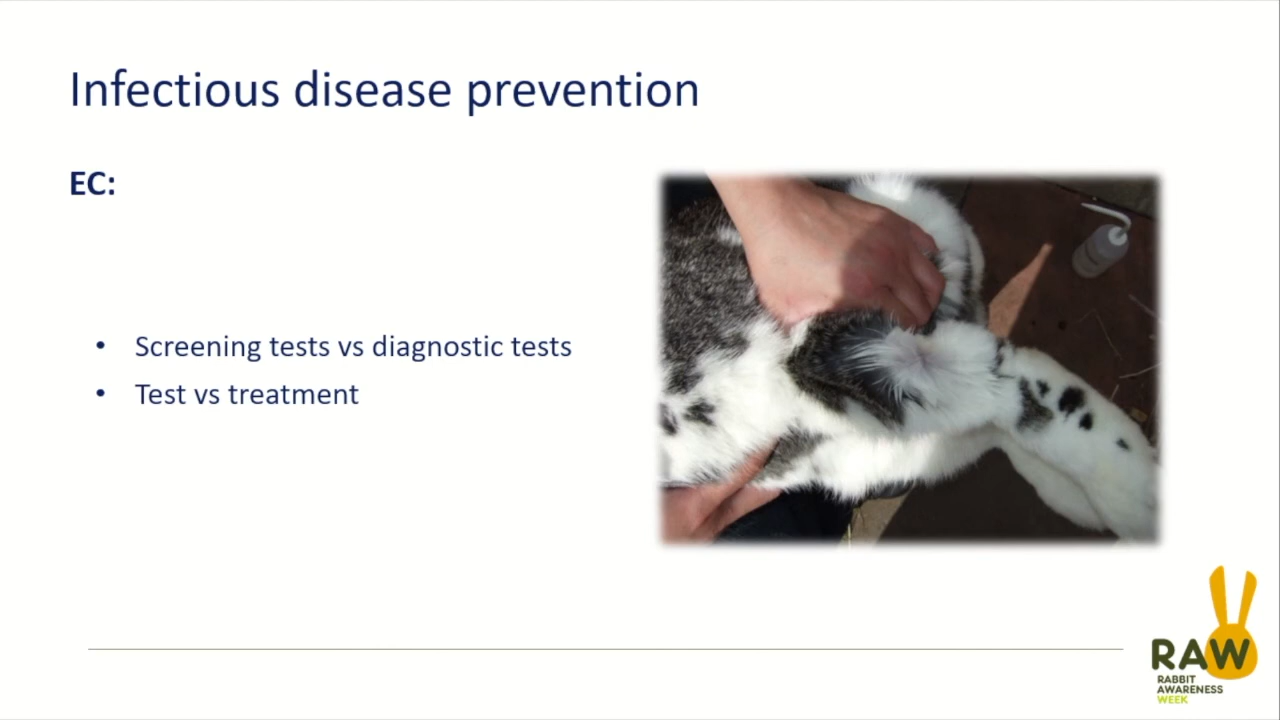 Infectious disease prevention
EC:
• Screening tests vs diagnostic tests
• Test vs treatment
RAW
RABBIT
AWARENESS
WEEK